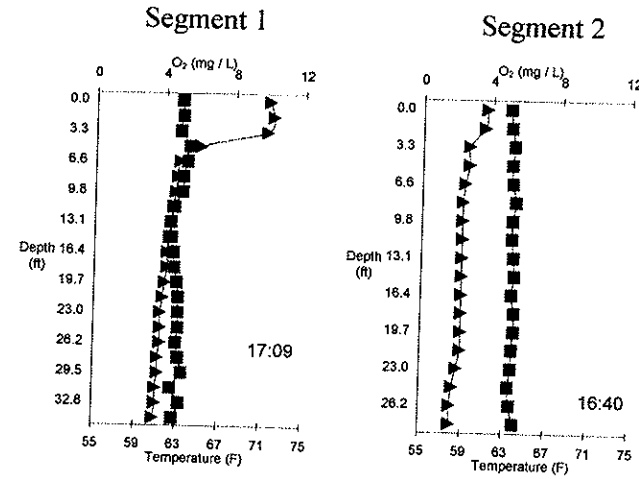 Segment 1
O2 (mg / L)
0 4 8 12
0.0
3.3
6.6
9.8
13.1
Depth 16.4
(ft)
19.7
23.0
26.2
29.5
32.8
17:09
55 59 63 67 71 75
Temperature (F)
Segment 2
O2 (mg / L)
0 4 8 12
0.0
3.3
6.6
9.8
Depth 13.1
(ft)
16.4
19.7
23.0
26.2
16:40
55 59 63 67 71 75
Temperature (F)